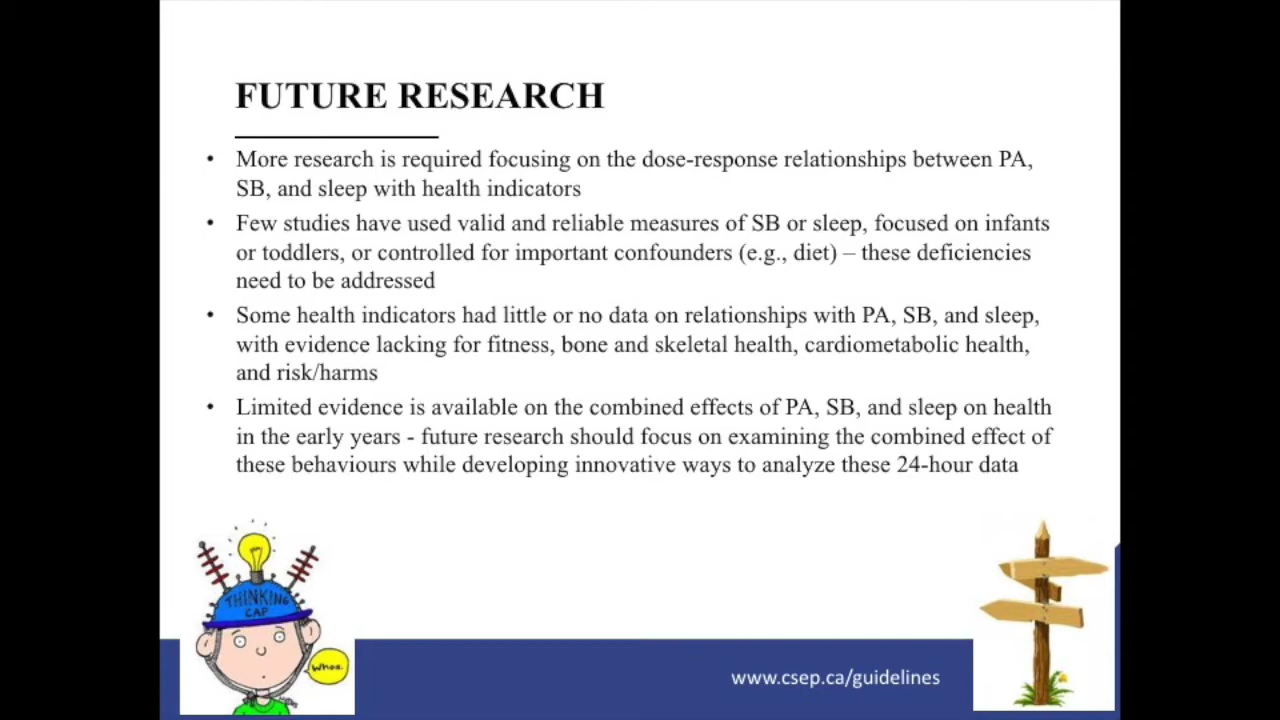 FUTURE RESEARCH
• More research is required focusing on the dose-response relationships between PA,
SB, and sleep with health indicators
• Few studies have used valid and reliable measures of SB or sleep, focused on infants
or toddlers, or controlled for important confounders (e.g., diet) – these deficiencies
need to be addressed
• Some health indicators had little or no data on relationships with PA, SB, and sleep,
with evidence lacking for fitness, bone and skeletal health, cardiometabolic health,
and risk/harms
• Limited evidence is available on the combined effects of PA, SB, and sleep on health
in the early years - future research should focus on examining the combined effect of
these behaviours while developing innovative ways to analyze these 24-hour data
THINKING
CAP
Whoa.
www.csep.ca/guidelines